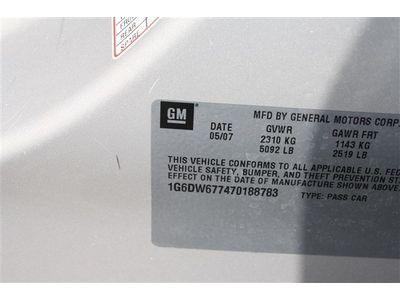 REAR
SPARE
GM
MFD BY GENERAL MOTORS CORP.
DATE GVWR GAWR FRT
05/07 2310 KG 1143 KG
5092 LB 2519 LB
THIS VEHICLE CONFORMS TO ALL APPLICABLE U.S. FED
VEHICLE SAFETY, BUMPER, AND THEFT PREVENTION STA
EFFECT ON THE DATE OF MANUFACTURE SHOWN ABOVE.
1G6DW677470188783 TYPE: PASS CAR